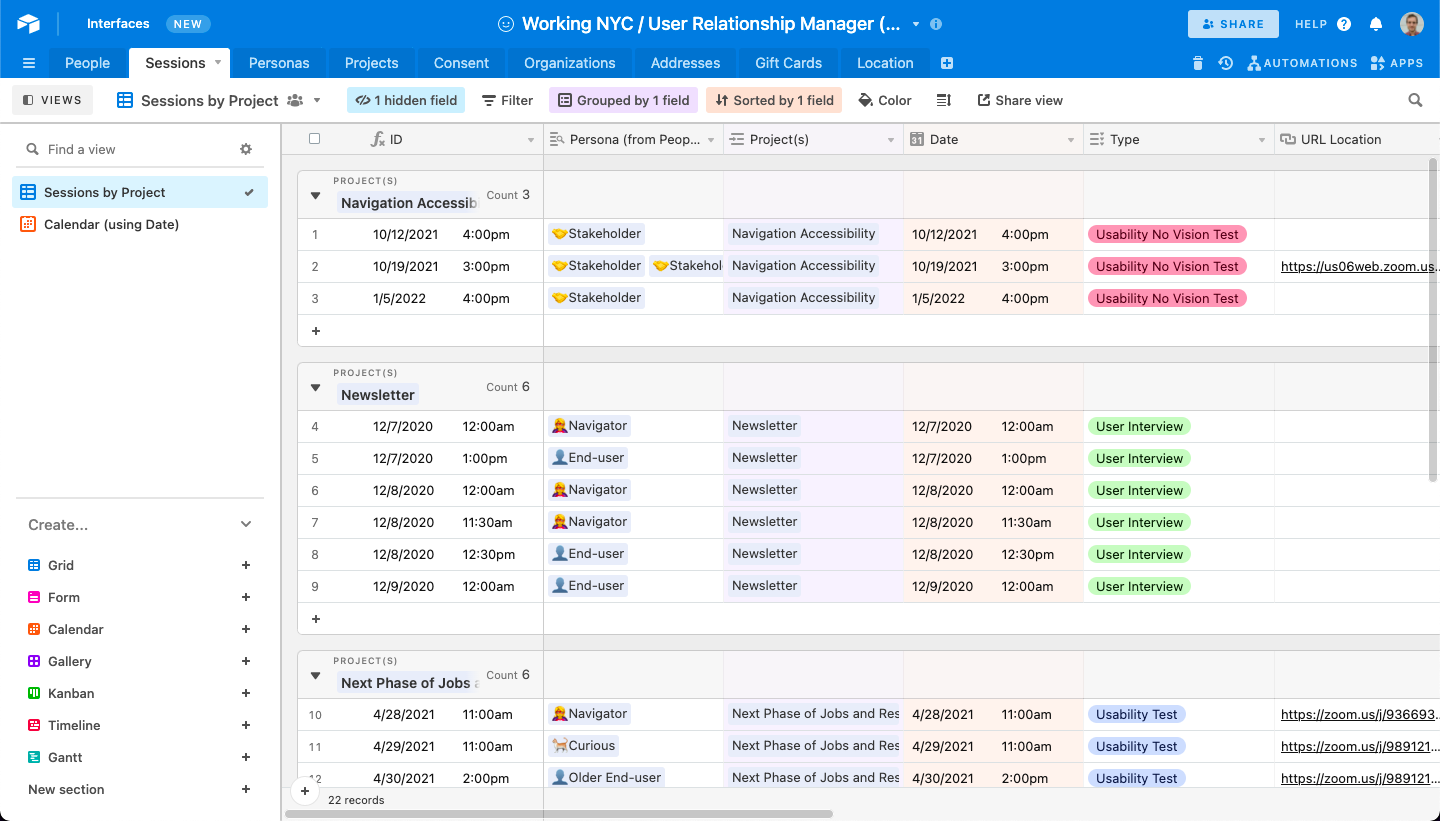 Interfaces NEW Working NYC / User Relationship Manager (... SHARE HELP
People Sessions Personas Projects Consent Organizations Addresses Gift Cards Location AUTOMATIONS APPS
VIEWS Sessions by Project 1 hidden field Filter Grouped by 1 field Sorted by 1 field Color Share view
Find a view
Sessions by Project
Calendar (using Date)
Create...
Grid +
Form +
Calendar +
Gallery +
Kanban +
Timeline +
Gantt +
New section +
ID Persona (from Peop... Project(s) 31 Date Type URL Location
PROJECT(S)
Navigation Accessib Count 3
1 10/12/2021 4:00pm Stakeholder Navigation Accessibility 10/12/2021 4:00pm Usability No Vision Test
2 10/19/2021 3:00pm Stakeholder Stakehol Navigation Accessibility 10/19/2021 3:00pm Usability No Vision Test https://us06web.zoom.us...
3 1/5/2022 4:00pm Stakeholder Navigation Accessibility 1/5/2022 4:00pm Usability No Vision Test
+
PROJECT(S)
Newsletter Count 6
4 12/7/2020 12:00am Navigator Newsletter 12/7/2020 12:00am User Interview
5 12/7/2020 1:00pm End-user Newsletter 12/7/2020 1:00pm User Interview
6 12/8/2020 12:00am Navigator Newsletter 12/8/2020 12:00am User Interview
7 12/8/2020 11:30am Navigator Newsletter 12/8/2020 11:30am User Interview
8 12/8/2020 12:30pm End-user Newsletter 12/8/2020 12:30pm User Interview
9 12/9/2020 12:00am End-user Newsletter 12/9/2020 12:00am User Interview
+
PROJECT(S)
Next Phase of Jobs a Count 6
10 4/28/2021 11:00am Navigator Next Phase of Jobs and Res 4/28/2021 11:00am Usability Test https://zoom.us/j/936693...
11 4/29/2021 11:00am Curious Next Phase of Jobs and Res 4/29/2021 11:00am Usability Test https://zoom.us/j/989121...
12 4/30/2021 2:00pm Older End-user Next Phase of Jobs and Res 4/30/2021 2:00pm Usability Test https://zoom.us/j/989121...
+ 22 records